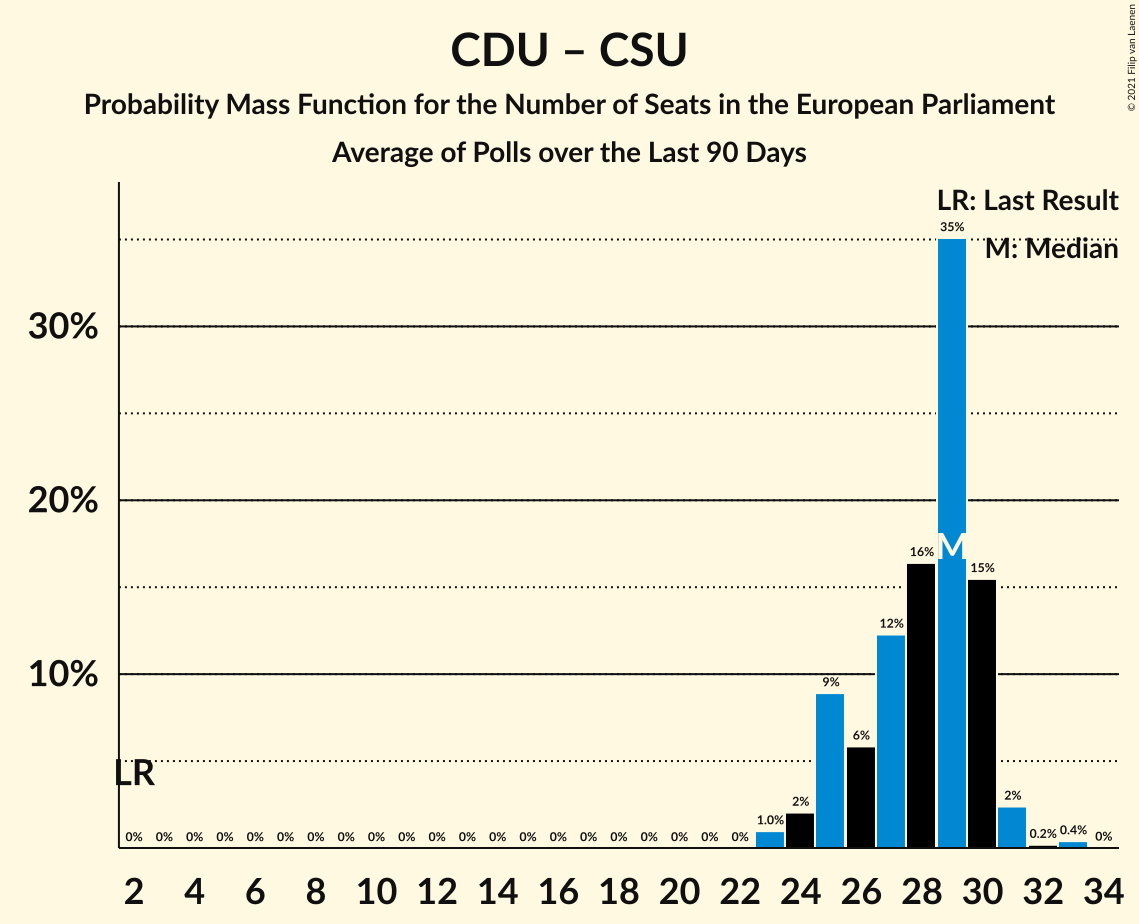 © 2021 Filip van Laenen
CDU – CSU
Probability Mass Function for the Number of Seats in the European Parliament
Average of Polls over the Last 90 Days
LR: Last Result
M: Median
35%
30%
20%
10%
M
16%
15%
12%
9%
6%
LR
2%
2%
1.0%
0.2%
0.4%
0% 0% 0% 0% 0% 0% 0% 0% 0% 0% 0% 0% 0% 0% 0% 0% 0% 0% 0% 0% 0% 0%
2 4 6 8 10 12 14 16 18 20 22 24 26 28 30 32 34